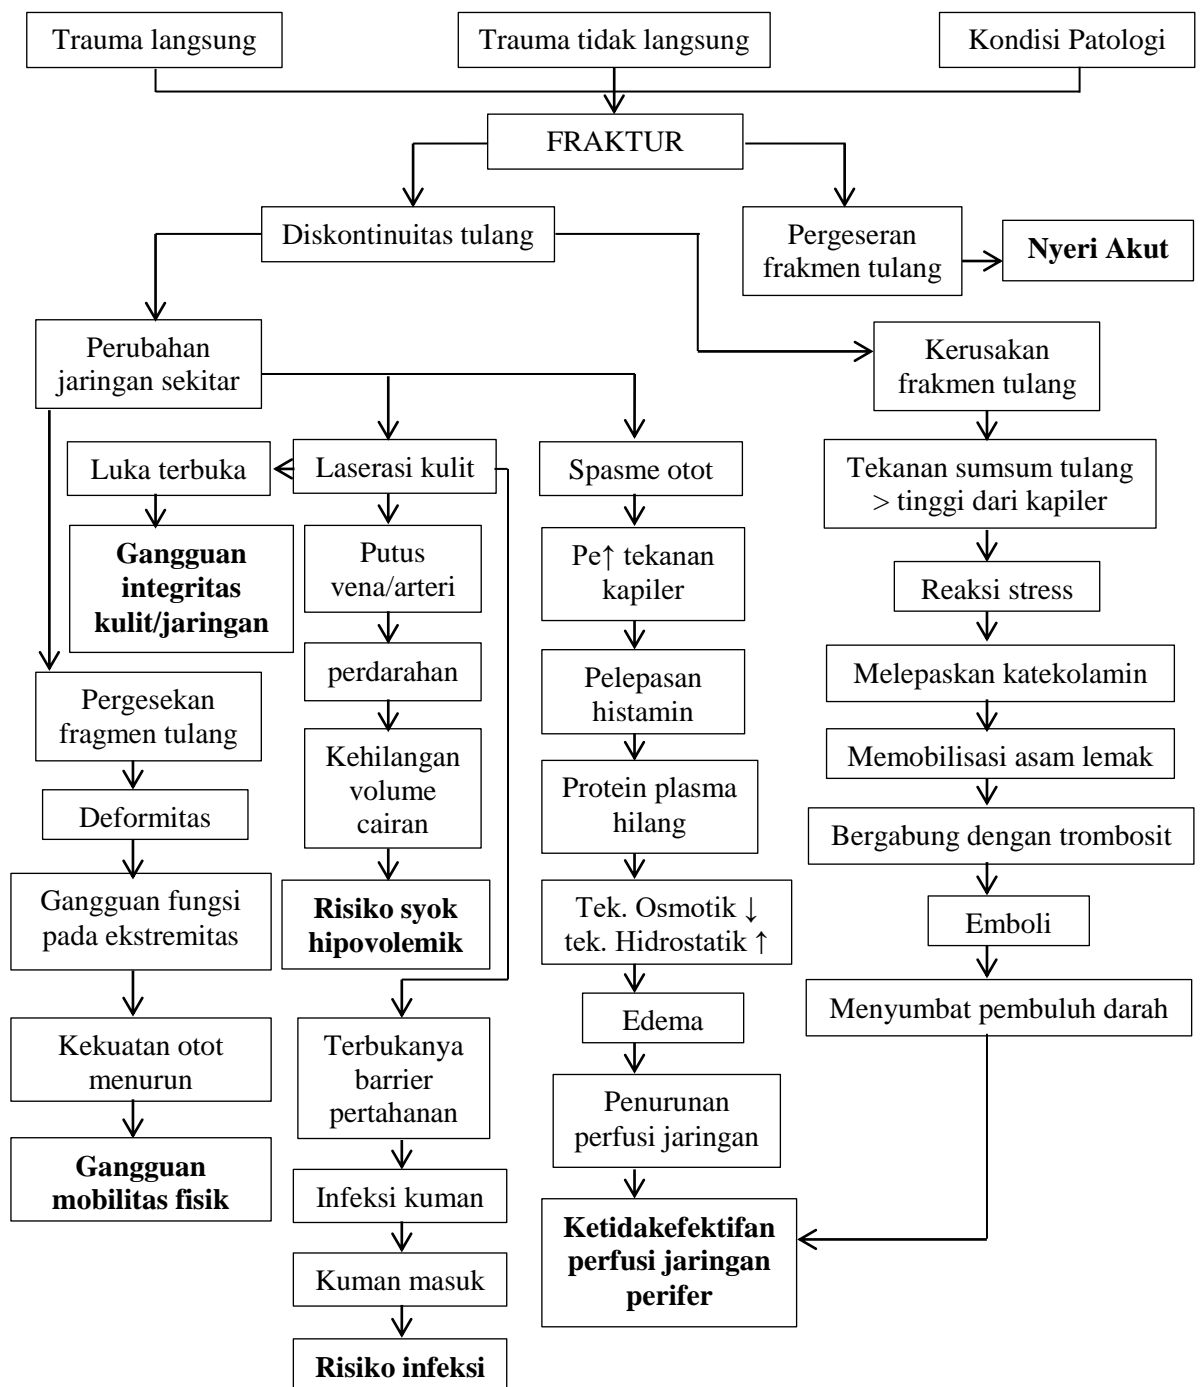 Trauma langsung
Trauma tidak langsung
Kondisi Patologi
FRAKTUR
Diskontinuitas tulang
Pergeseran
frakmen tulang
Nyeri Akut
Perubahan
jaringan sekitar
Kerusakan
frakmen tulang
Luka terbuka
Laserasi kulit
Spasme otot
Tekanan sumsum tulang
> tinggi dari kapiler
Gangguan
integritas
kulit/jaringan
Putus
vena/arteri
Pe↑ tekanan
kapiler
Reaksi stress
perdarahan
Pelepasan
histamin
Melepaskan katekolamin
Pergesekan
fragmen tulang
Kehilangan
volume
cairan
Protein plasma
hilang
Memobilisasi asam lemak
Deformitas
Bergabung dengan trombosit
Gangguan fungsi
pada ekstremitas
Risiko syok
hipovolemik
Tek. Osmotik ↓
tek. Hidrostatik ↑
Emboli
Menyumbat pembuluh darah
Kekuatan otot
menurun
Terbukanya
barrier
pertahanan
Edema
Penurunan
perfusi jaringan
Gangguan
mobilitas fisik
Infeksi kuman
Ketidakefektifan
perfusi jaringan
perifer
Kuman masuk
Risiko infeksi